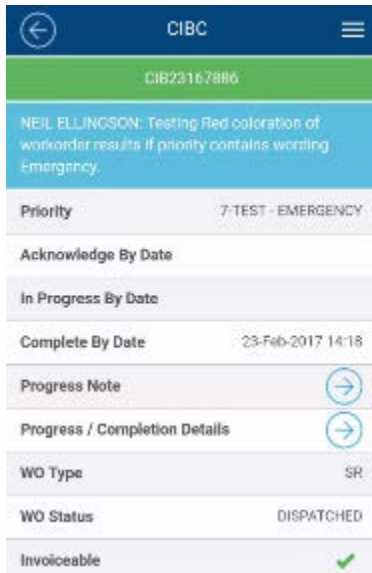 CIBC
CIB23167886
NEIL ELLINGSON: Testing Red coloration of
workorder results if priority contains wording
Emergency.
Priority 7-TEST - EMERGENCY
Acknowledge By Date
In Progress By Date
Complete By Date 23-Feb-2017 14:18
Progress Note
Progress / Completion Details
WO Type SR
WO Status DISPATCHED
Invoiceable